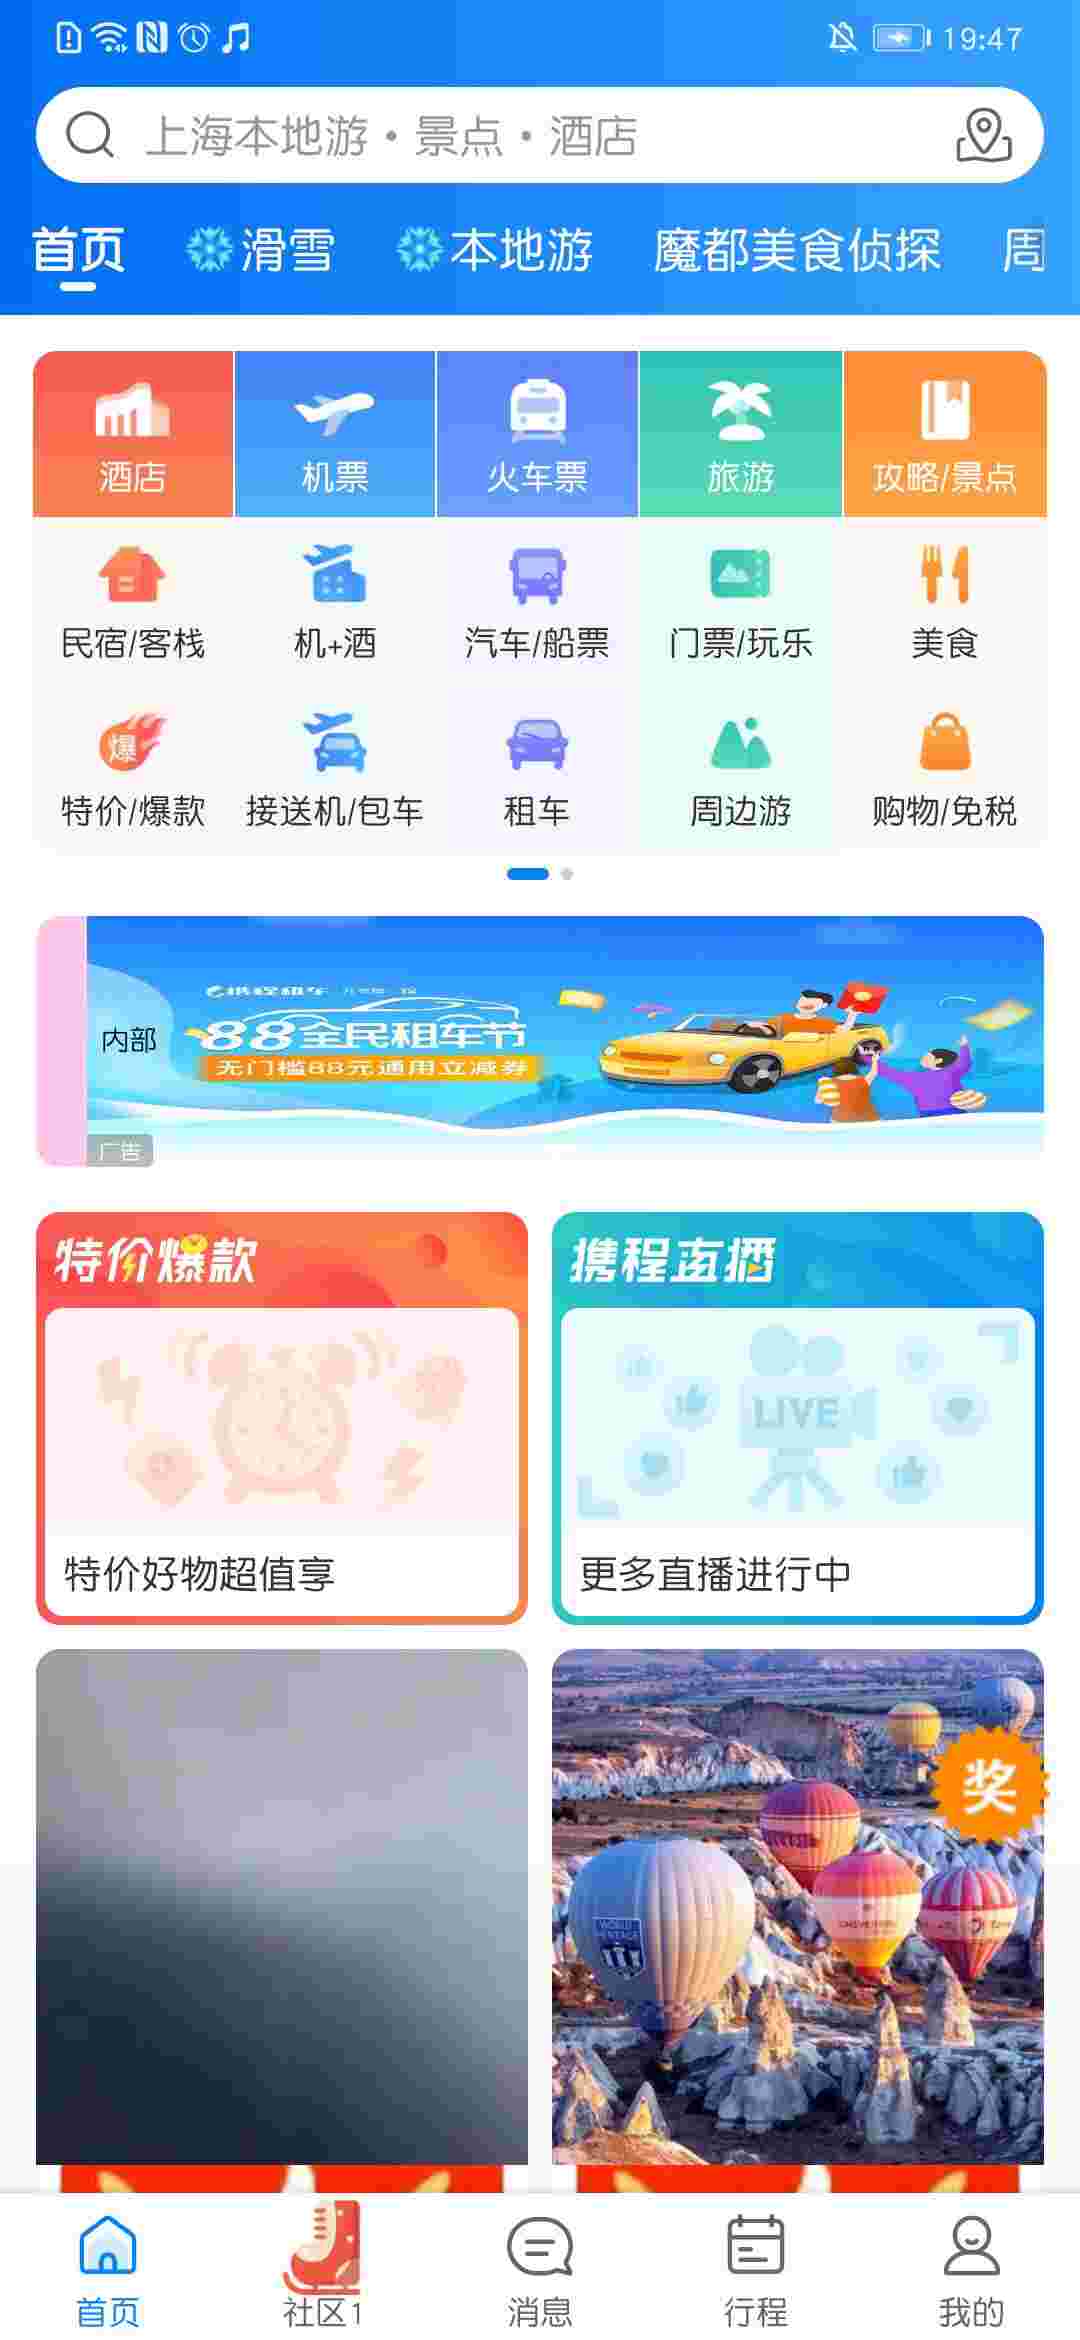 19:47
上海本地游·景点·酒店
首页 滑雪 本地游 魔都美食侦探 周
酒店 机票 火车票 旅游 攻略/景点
民宿/客栈 机+酒 汽车/船票 门票/玩乐 美食
爆
特价/爆款 接送机/包车 租车 周边游 购物/免税
携程租车
内部
88全民租车节
无门槛88元通用立减券
广告
特价爆款 携程直播
LIVE
特价好物超值享 更多直播进行中
奖
WORLD HERITAGE
首页 社区1 消息 行程 我的